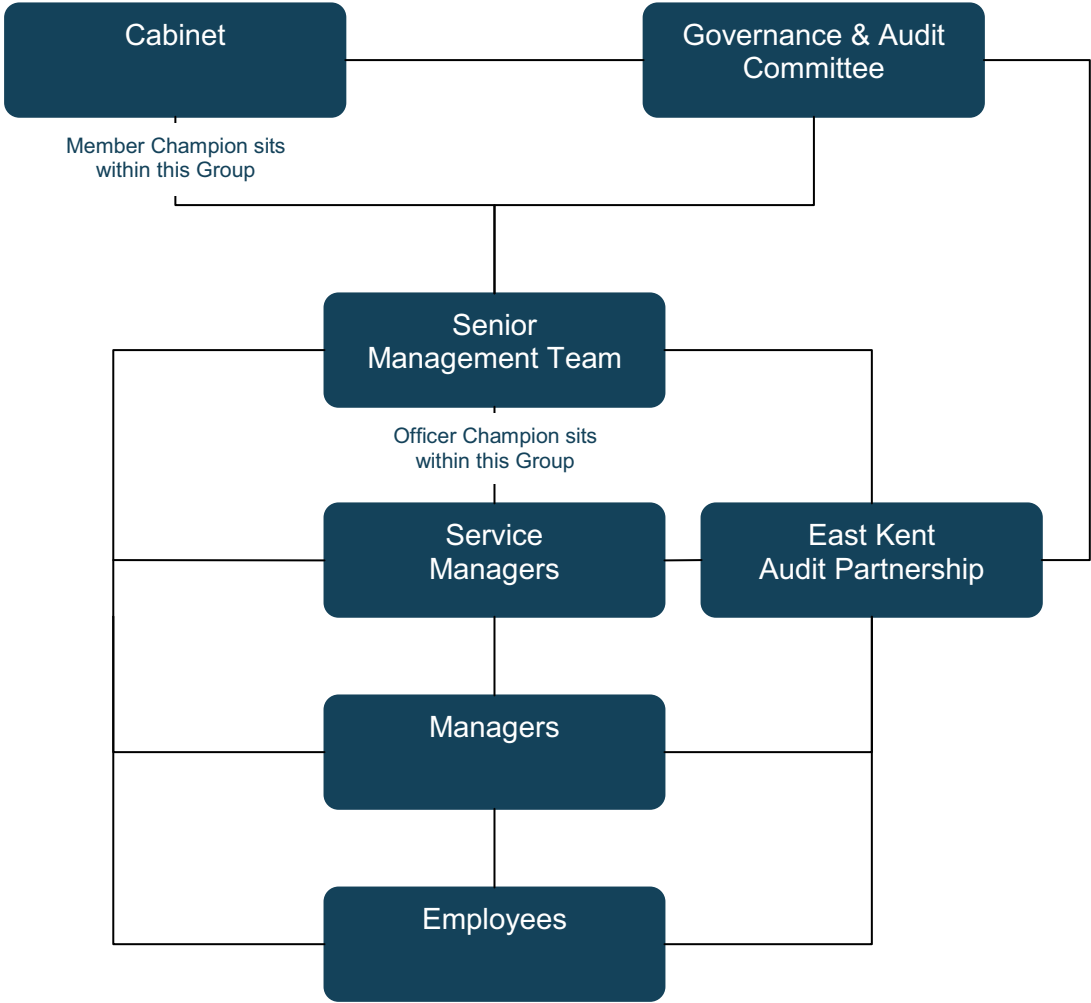 Cabinet
Governance & Audit
Committee
Member Champion sits
within this Group
Senior
Management Team
Officer Champion sits
within this Group
Service
Managers
East Kent
Audit Partnership
Managers
Employees